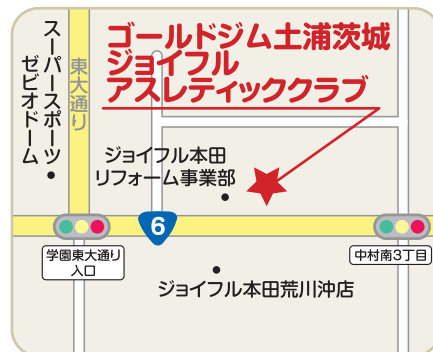 ゴールドジム土浦茨城
ジョイフル
アスレティッククラブ
スーパースポーツ
ゼビオドーム
東大通り
ジョイフル本田
リフォーム事業部
6
学園東大通り
入口
中村南3丁目
ジョイフル本田荒川沖店